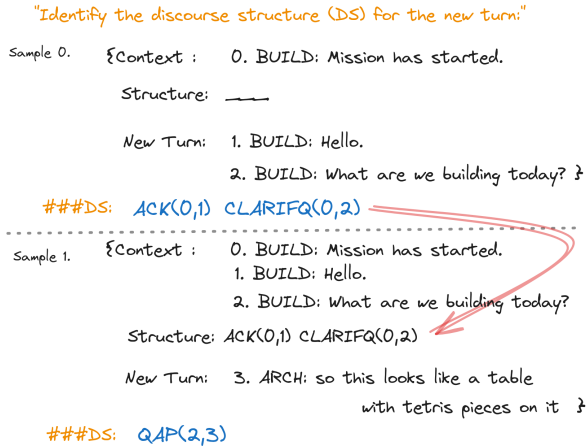 "Identify the discourse structure (DS) for the new turn:"
Sample 0. {Context : 0. BUILD: Mission has started.
Structure: ___
New Turn: 1. BUILD: Hello.
2. BUILD: What are we building today? }
###DS: ACK(0,1) CLARIFQ(0,2)
Sample 1. {Context : 0. BUILD: Mission has started.
1. BUILD: Hello.
2. BUILD: What are we building today?
Structure: ACK(0,1) CLARIFQ(0,2)
New Turn: 3. ARCH: so this looks like a table
with tetris pieces on it }
###DS: QAP(2,3)